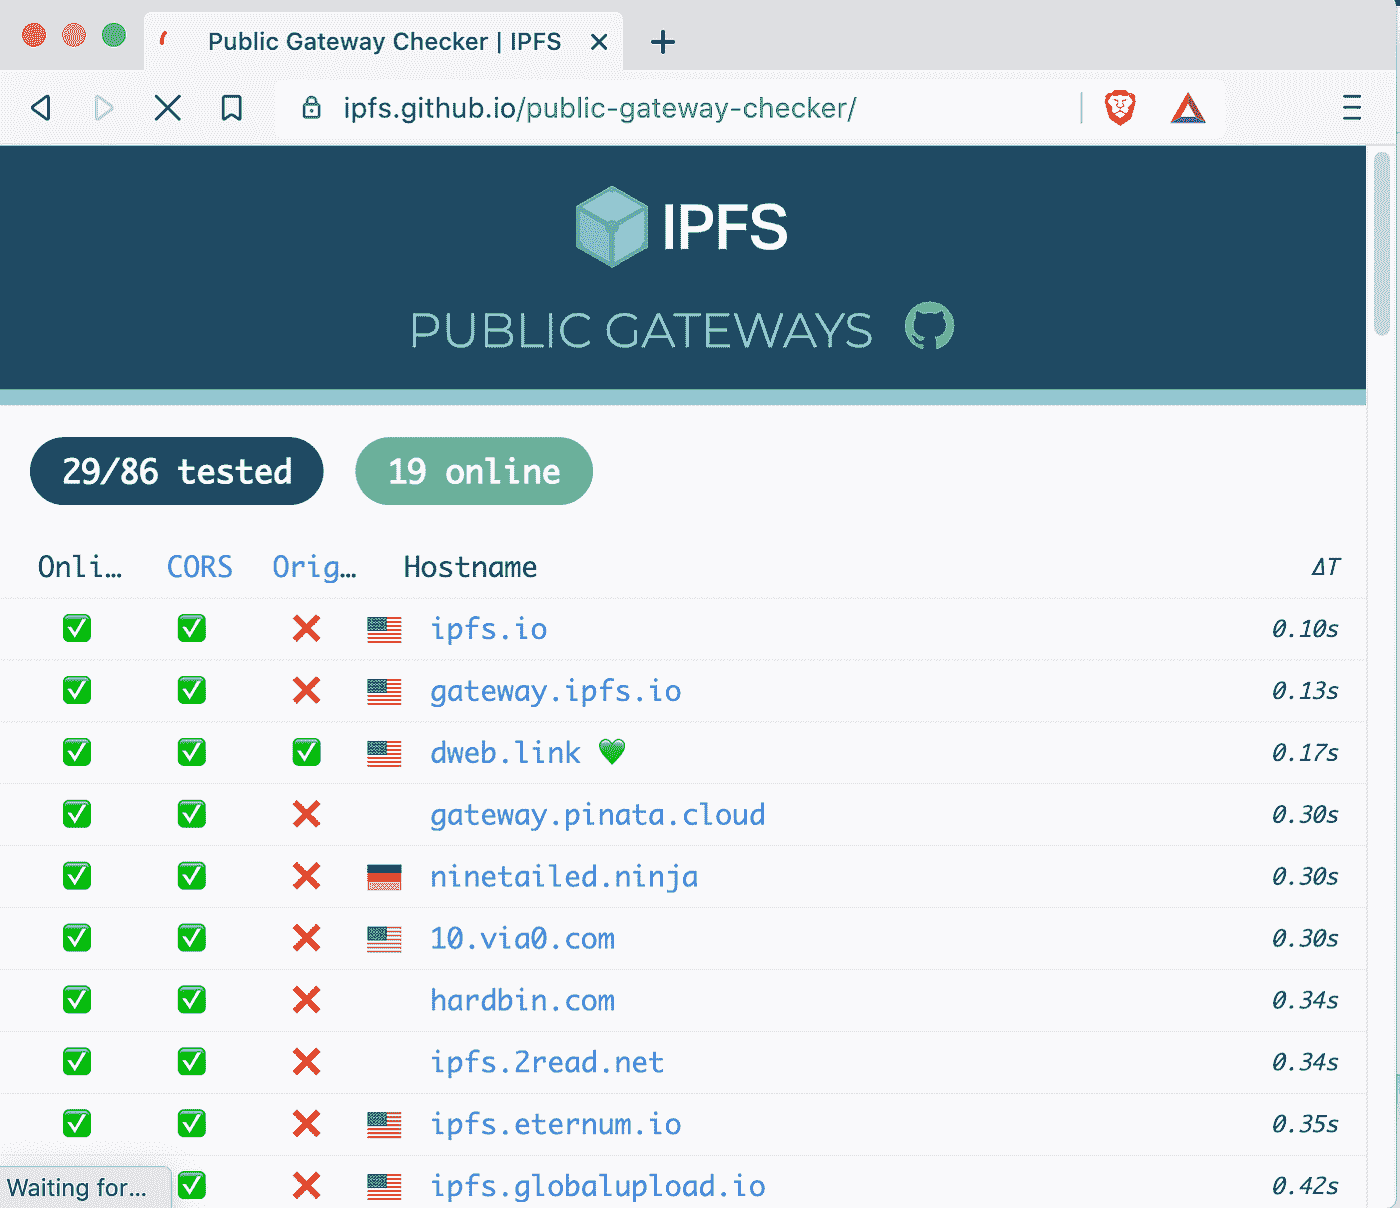 Public Gateway Checker | IPFS
ipfs.github.io/public-gateway-checker/
IPFS
PUBLIC GATEWAYS
29/86 tested 19 online
Onli… CORS Orig… Hostname ΔT
ipfs.io 0.10s
gateway.ipfs.io 0.13s
dweb.link 0.17s
gateway.pinata.cloud 0.30s
ninetailed.ninja 0.30s
10.via0.com 0.30s
hardbin.com 0.34s
ipfs.2read.net 0.34s
ipfs.eternum.io 0.35s
ipfs.globalupload.io 0.42s
Waiting for...